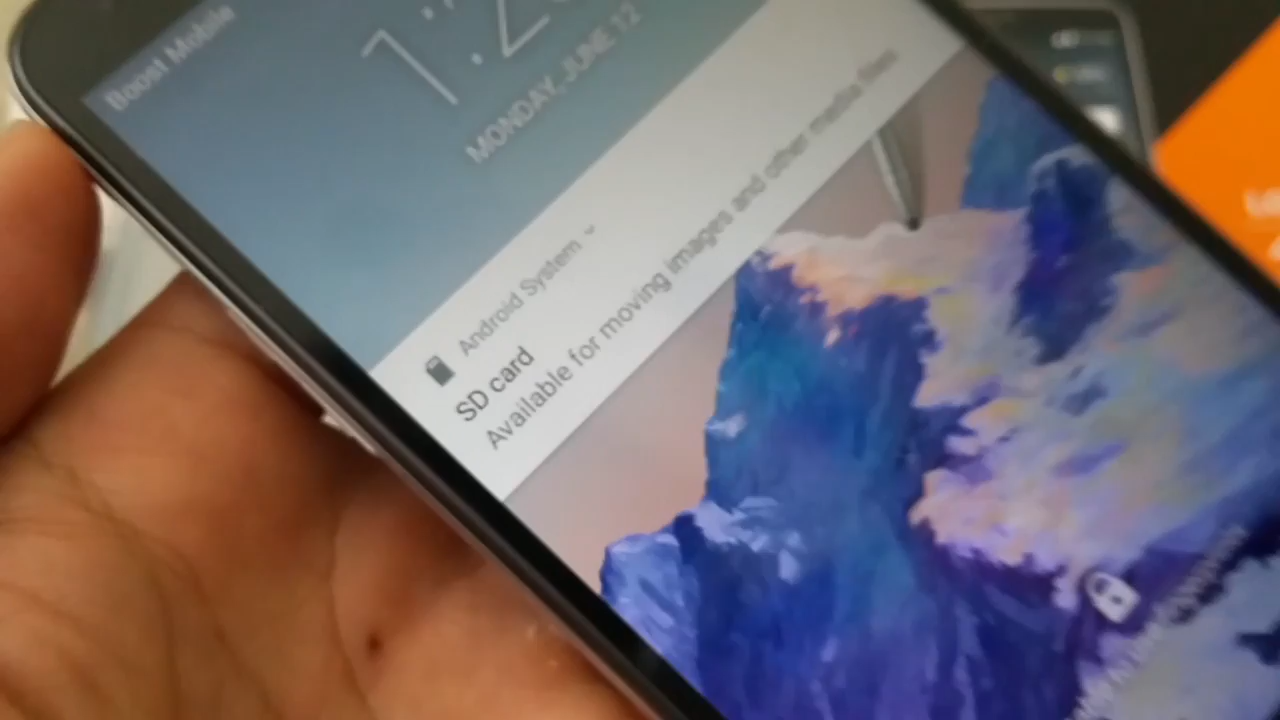 Boost Mobile
MONDAY, JUNE 12
Android System
SD card
Available for moving images and other media files